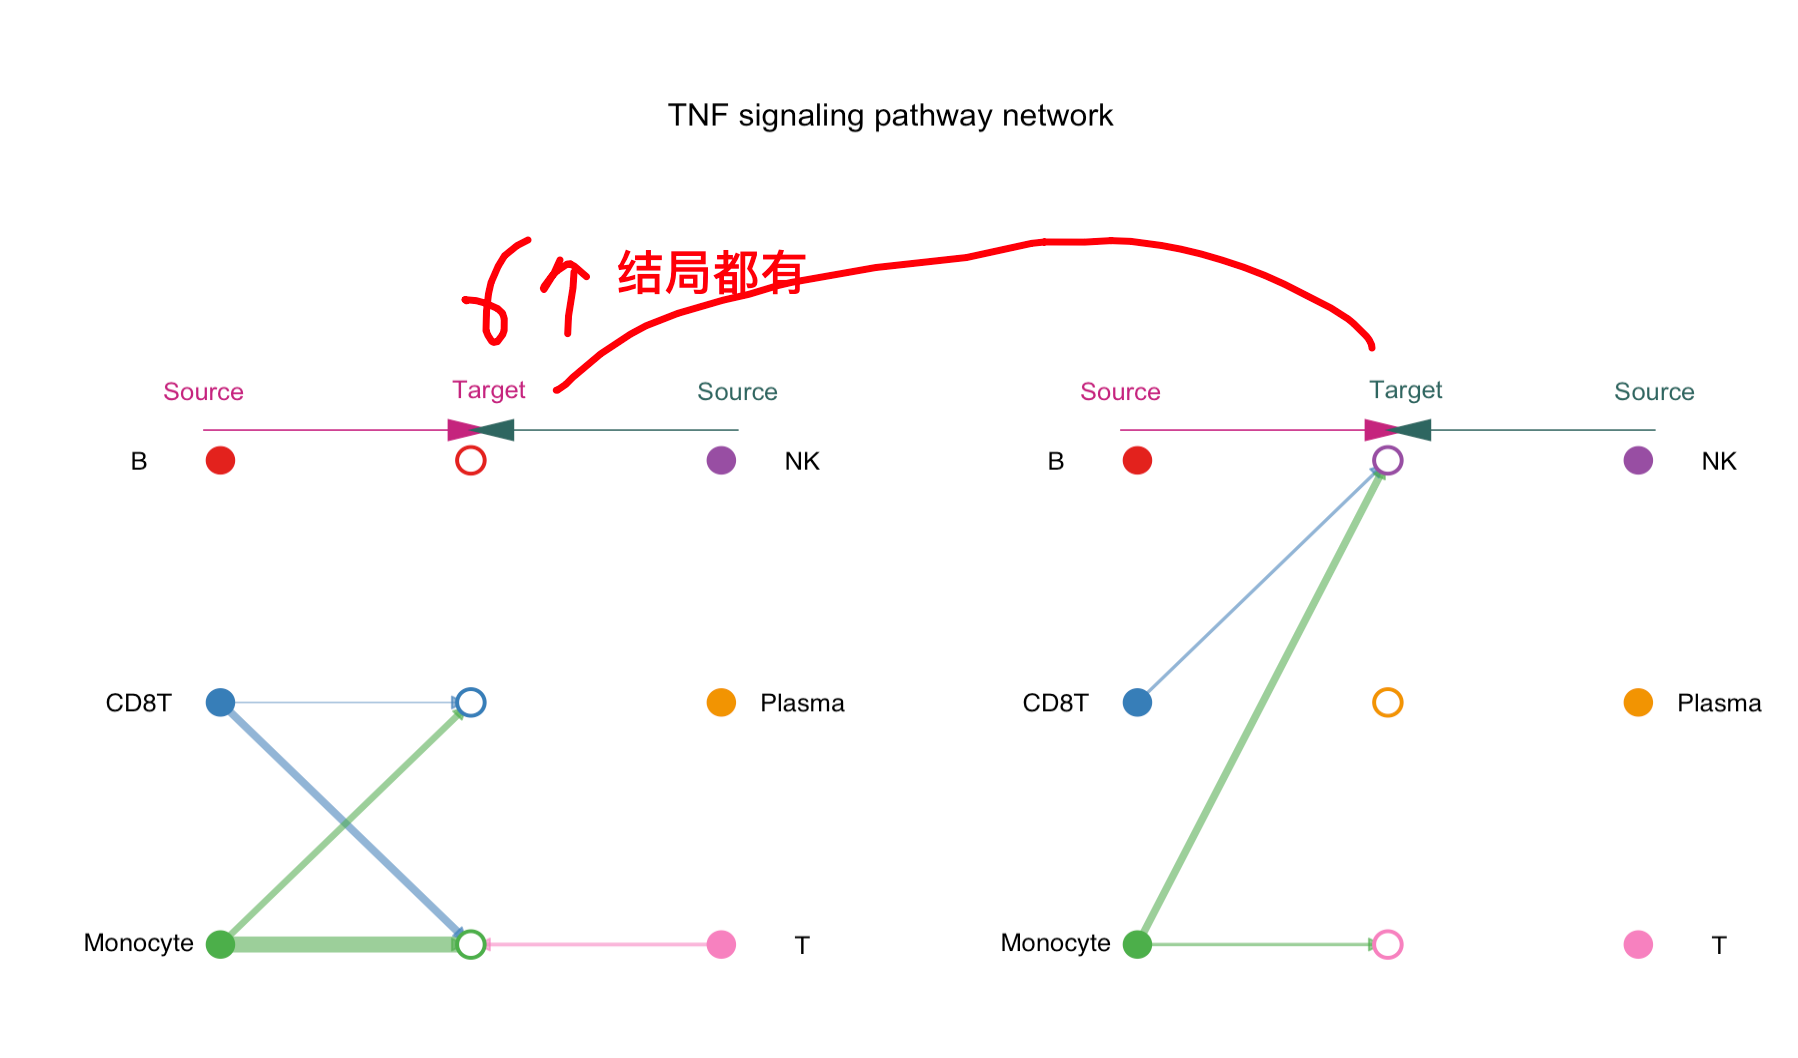 TNF signaling pathway network
6个 结局都有
Source Target Source Source Target Source
B NK B NK
CD8T Plasma CD8T Plasma
Monocyte T Monocyte T